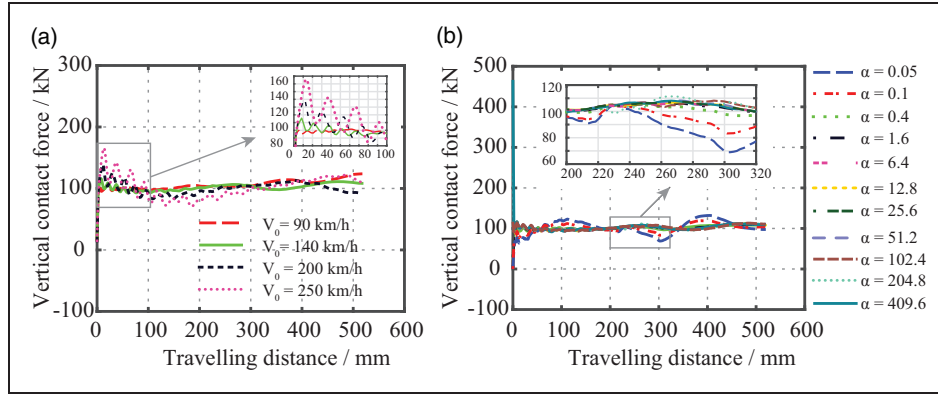 (a)
300
200
100
0
-100
Vertical contact force / kN
160
140
120
100
80
0 20 40 60 80 100
V₀ = 90 km/h
V₀ = 140 km/h
V₀ = 200 km/h
V₀ = 250 km/h
0 100 200 300 400 500 600
Travelling distance / mm
(b)
500
400
300
200
100
0
-100
Vertical contact force / kN
120
100
80
60
200 220 240 260 280 300 320
0 100 200 300 400 500 600
Travelling distance / mm
α = 0.05
α = 0.1
α = 0.4
α = 1.6
α = 6.4
α = 12.8
α = 25.6
α = 51.2
α = 102.4
α = 204.8
α = 409.6